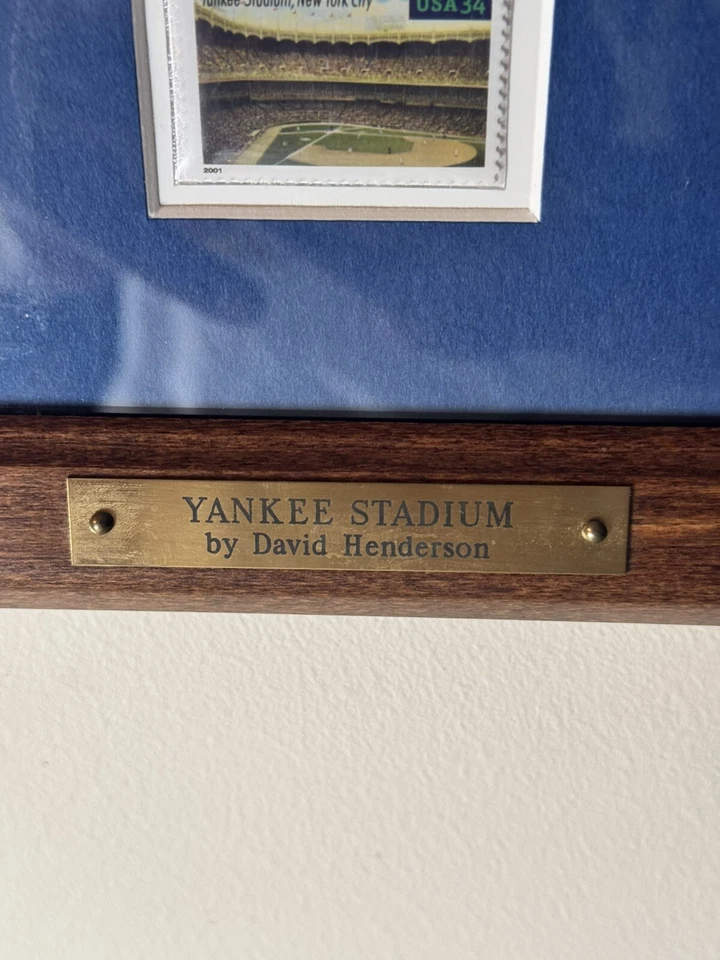 Yankee Stadium, New York City
USA34
2001
YANKEE STADIUM
by David Henderson